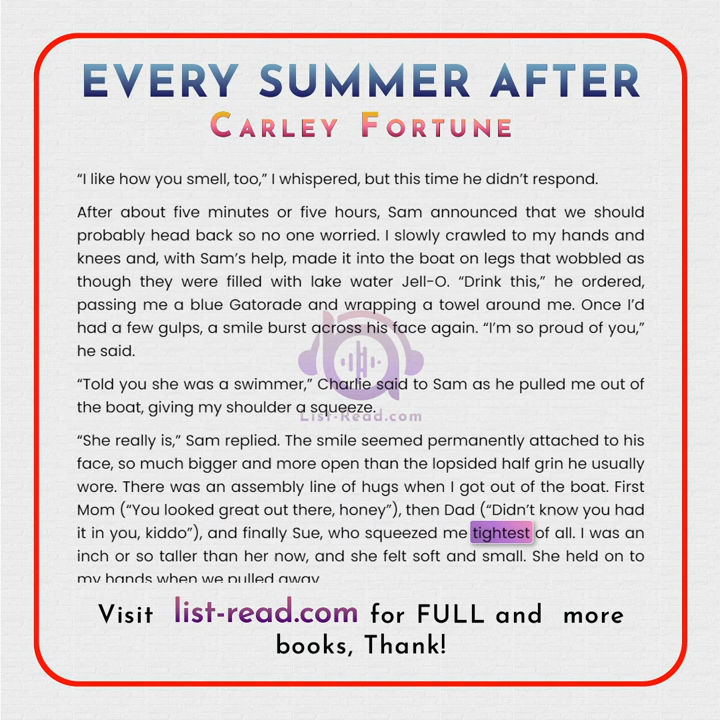 EVERY SUMMER AFTER
CARLEY FORTUNE
“I like how you smell, too,” I whispered, but this time he didn’t respond.
After about five minutes or five hours, Sam announced that we should
probably head back so no one worried. I slowly crawled to my hands and
knees and, with Sam’s help, made it into the boat on legs that wobbled as
though they were filled with lake water Jell-O. “Drink this,” he ordered,
passing me a blue Gatorade and wrapping a towel around me. Once I’d
had a few gulps, a smile burst across his face again. “I’m so proud of you,”
he said.
“Told you she was a swimmer,” Charlie said to Sam as he pulled me out of
the boat, giving my shoulder a squeeze.
List-Read.com
“She really is,” Sam replied. The smile seemed permanently attached to his
face, so much bigger and more open than the lopsided half grin he usually
wore. There was an assembly line of hugs when I got out of the boat. First
Mom (“You looked great out there, honey”), then Dad (“Didn’t know you had
it in you, kiddo”), and finally Sue, who squeezed me tightest of all. I was an
inch or so taller than her now, and she felt soft and small. She held on to
my hands when we pulled away
Visit list-read.com for FULL and more
books, Thank!